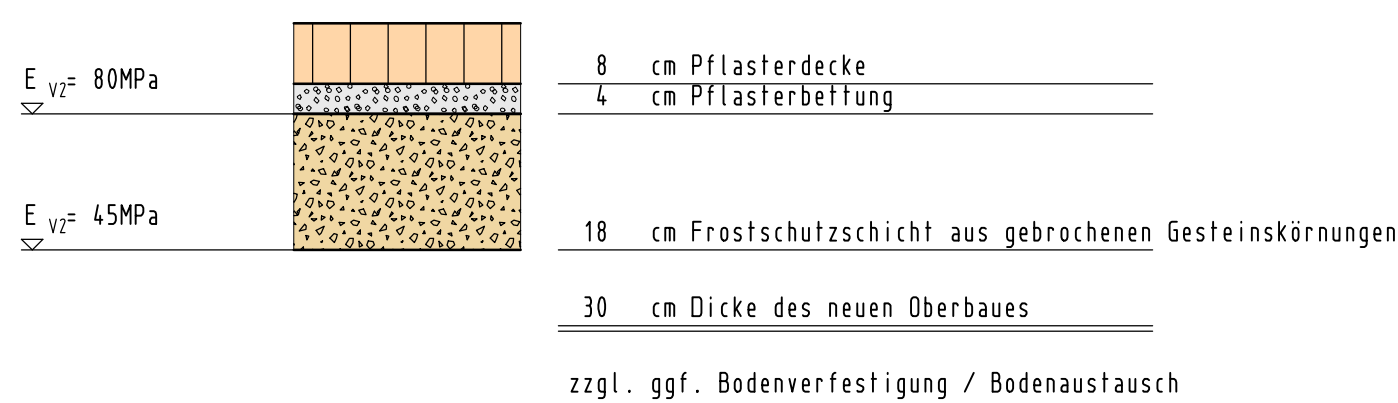 8 cm Pflasterdecke
E V2= 80MPa
4 cm Pflasterbettung
E V2= 45MPa
18 cm Frostschutzschicht aus gebrochenen Gesteinskörnungen
30 cm Dicke des neuen Oberbaues
zzgl. ggf. Bodenverfestigung / Bodenaustausch